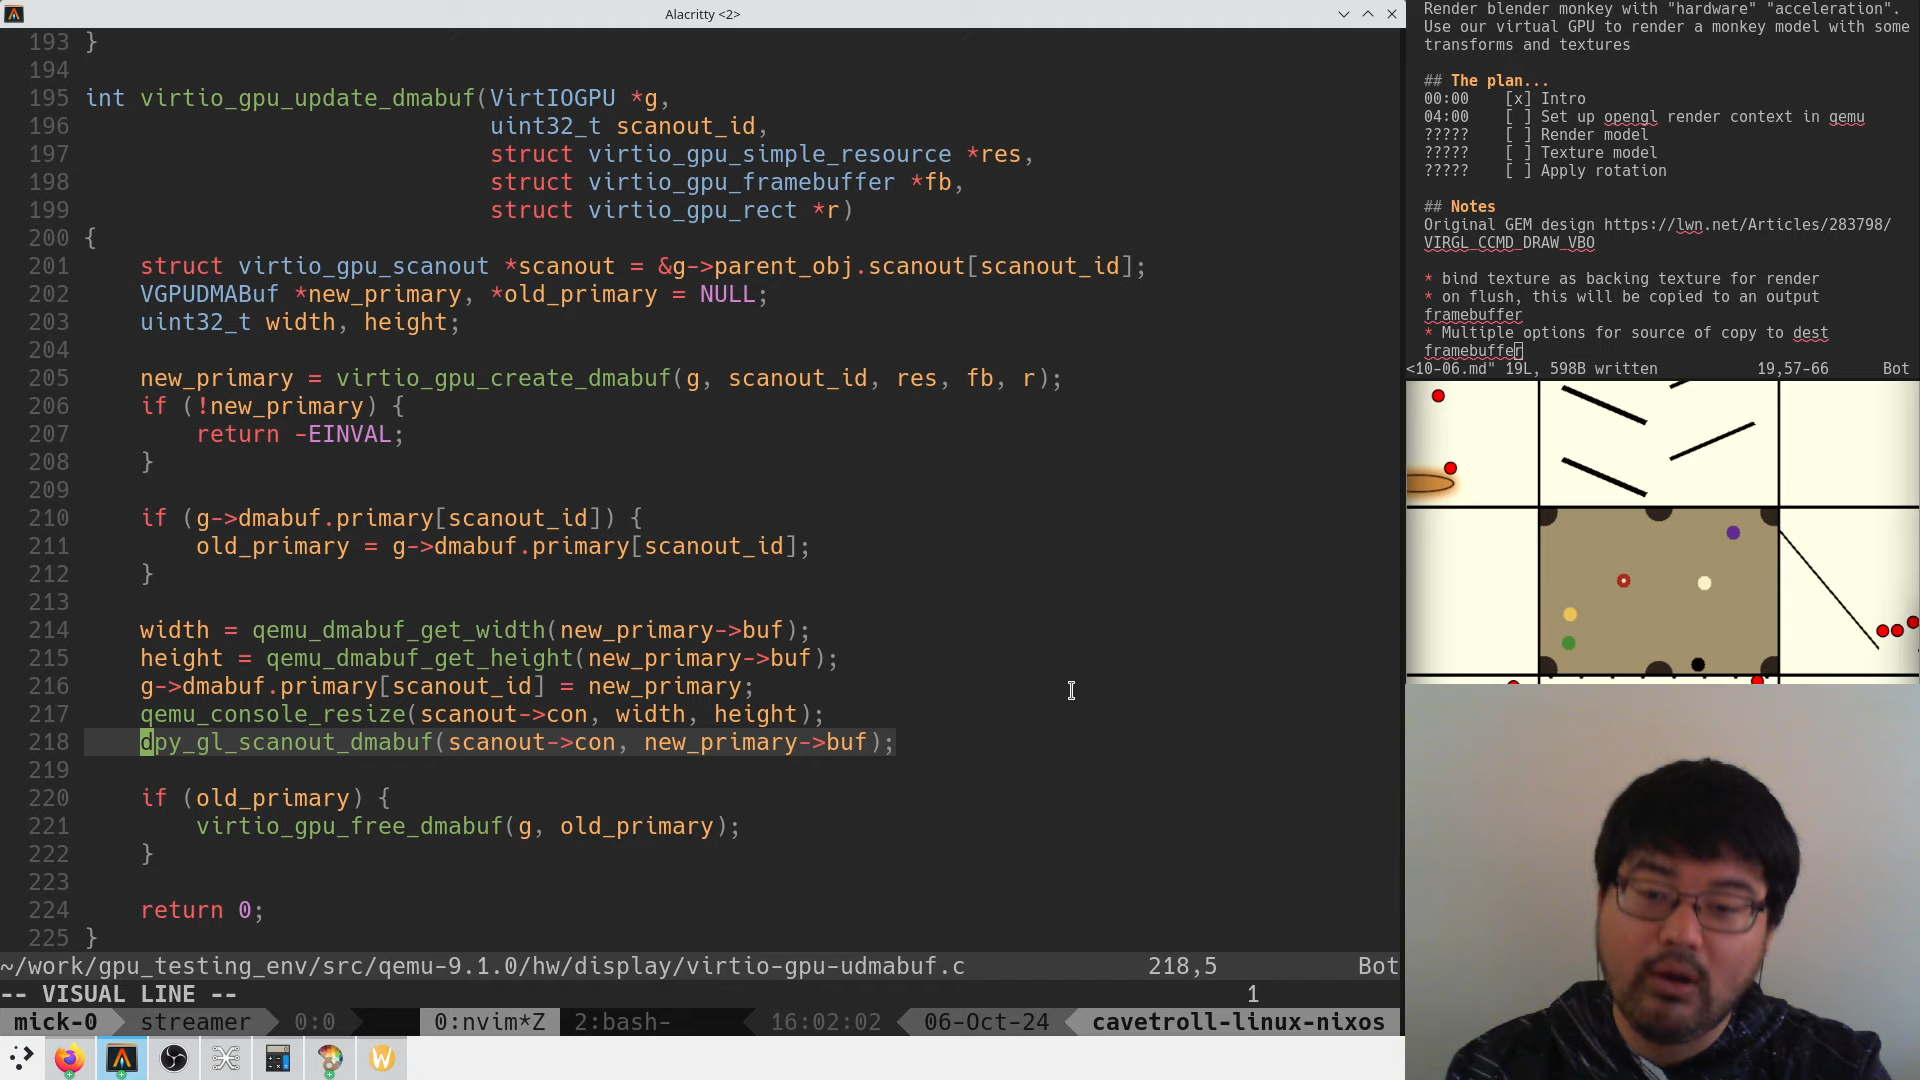 Alacritty <2>
193 }
194
195 int virtio_gpu_update_dmabuf(VirtIOGPU *g,
196 uint32_t scanout_id,
197 struct virtio_gpu_simple_resource *res,
198 struct virtio_gpu_framebuffer *fb,
199 struct virtio_gpu_rect *r)
200 {
201 struct virtio_gpu_scanout *scanout = &g->parent_obj.scanout[scanout_id];
202 VGPUDMABuf *new_primary, *old_primary = NULL;
203 uint32_t width, height;
204
205 new_primary = virtio_gpu_create_dmabuf(g, scanout_id, res, fb, r);
206 if (!new_primary) {
207 return -EINVAL;
208 }
209
210 if (g->dmabuf.primary[scanout_id]) {
211 old_primary = g->dmabuf.primary[scanout_id];
212 }
213
214 width = qemu_dmabuf_get_width(new_primary->buf);
215 height = qemu_dmabuf_get_height(new_primary->buf);
216 g->dmabuf.primary[scanout_id] = new_primary;
217 qemu_console_resize(scanout->con, width, height);
218 dpy_gl_scanout_dmabuf(scanout->con, new_primary->buf);
219
220 if (old_primary) {
221 virtio_gpu_free_dmabuf(g, old_primary);
222 }
223
224 return 0;
225 }
~/work/gpu_testing_env/src/qemu-9.1.0/hw/display/virtio-gpu-udmabuf.c 218,5 Bot
-- VISUAL LINE -- 1
mick-0 streamer 0:0 0:nvim*Z 2:bash- 16:02:02 06-Oct-24 cavetroll-linux-nixos
Render blender monkey with "hardware" "acceleration".
Use our virtual GPU to render a monkey model with some
transforms and textures
## The plan...
00:00 [x] Intro
04:00 [ ] Set up opengl render context in qemu
????? [ ] Render model
????? [ ] Texture model
????? [ ] Apply rotation
## Notes
Original GEM design https://lwn.net/Articles/283798/
VIRGL_CCMD_DRAW_VBO
* bind texture as backing texture for render
* on flush, this will be copied to an output
framebuffer
* Multiple options for source of copy to dest
framebuffer
<10-06.md" 19L, 598B written 19,57-66 Bot
W